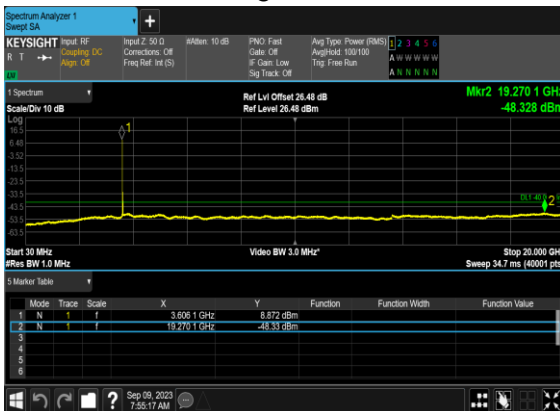 Spectrum Analyzer 1
Swept SA
KEYSIGHT
R T
Input: RF
Coupling: DC
Align: Off
Input Z: 50 Ω
Corrections: Off
Freq Ref: Int (S)
#Atten: 10 dB
PNO: Fast
Gate: Off
IF Gain: Low
Sig Track: Off
Avg Type: Power (RMS)
Avg|Hold: 100/100
Trig: Free Run
1 2 3 4 5 6
A W W W W W
A N N N N N
1 Spectrum
Scale/Div 10 dB
Ref Lvl Offset 26.48 dB
Ref Level 26.48 dBm
Mkr2 19.270 1 GHz
-48.328 dBm
Log
16.5
6.48
-3.52
-13.5
-23.5
-33.5
-43.5
-53.5
-63.5
1
2
Start 30 MHz
#Res BW 1.0 MHz
Video BW 3.0 MHz*
Stop 20.000 GHz
Sweep 34.7 ms (40001 pts)
5 Marker Table
Mode Trace Scale X Y Function Function Width Function Value
1 N 1 f 3.606 1 GHz 8.872 dBm
2 N 1 f 19.270 1 GHz -48.33 dBm
3
4
5
6
?
Sep 09, 2023
7:55:17 AM